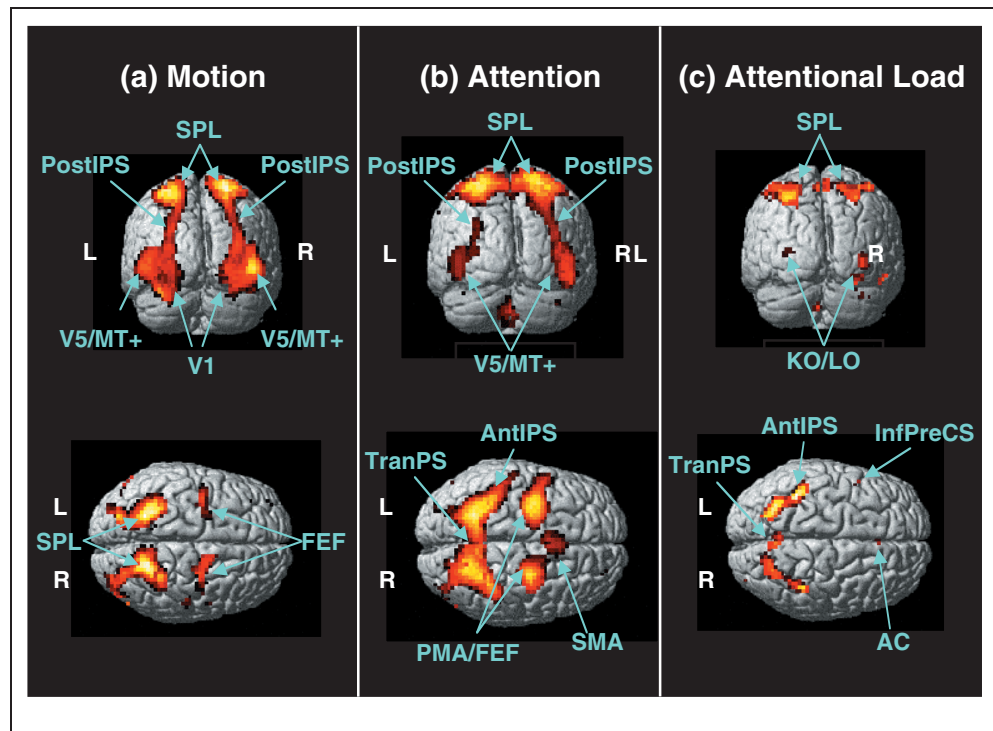 (a) Motion
SPL
PostIPS PostIPS
L R
V5/MT+ V5/MT+
V1
L
SPL FEF
R
(b) Attention
SPL
PostIPS PostIPS
L R
V5/MT+
AntIPS
TranPS
L
R
PMA/FEF SMA
(c) Attentional Load
SPL
L R
KO/LO
AntIPS InfPreCS
TranPS
L
R
AC